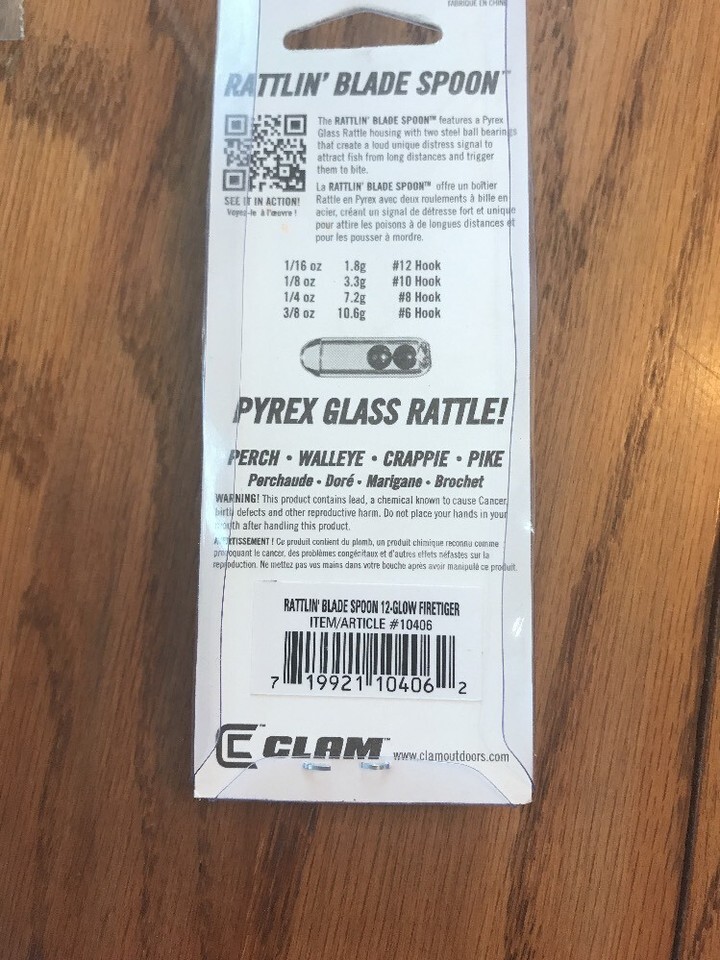 FABRIQUÉ EN CHINE
RATTLIN' BLADE SPOON™
The RATTLIN' BLADE SPOON™ features a Pyrex
Glass Rattle housing with two steel ball bearings
that create a loud unique distress signal to
attract fish from long distances and trigger
them to bite.
SEE IT IN ACTION!
Voyez-le à l'œuvre !
La RATTLIN' BLADE SPOON™ offre un boîtier
Rattle en Pyrex avec deux roulements à bille en
acier, créant un signal de détresse fort et unique
pour attire les poisons à de longues distances et
pour les pousser à mordre.
1/16 oz 1.8g #12 Hook
1/8 oz 3.3g #10 Hook
1/4 oz 7.2g #8 Hook
3/8 oz 10.6g #6 Hook
PYREX GLASS RATTLE!
PERCH • WALLEYE • CRAPPIE • PIKE
Perchaude • Doré • Marigane • Brochet
WARNING! This product contains lead, a chemical known to cause Cancer,
birth defects and other reproductive harm. Do not place your hands in your
mouth after handling this product.
AVERTISSEMENT ! Ce produit contient du plomb, un produit chimique reconnu comme
provoquant le cancer, des problèmes congénitaux et d'autres effets néfastes sur la
reproduction. Ne mettez pas vos mains dans votre bouche après avoir manipulé ce produit.
RATTLIN' BLADE SPOON 12-GLOW FIRETIGER
ITEM/ARTICLE #10406
7 19921 10406 2
CLAM™ www.clamoutdoors.com